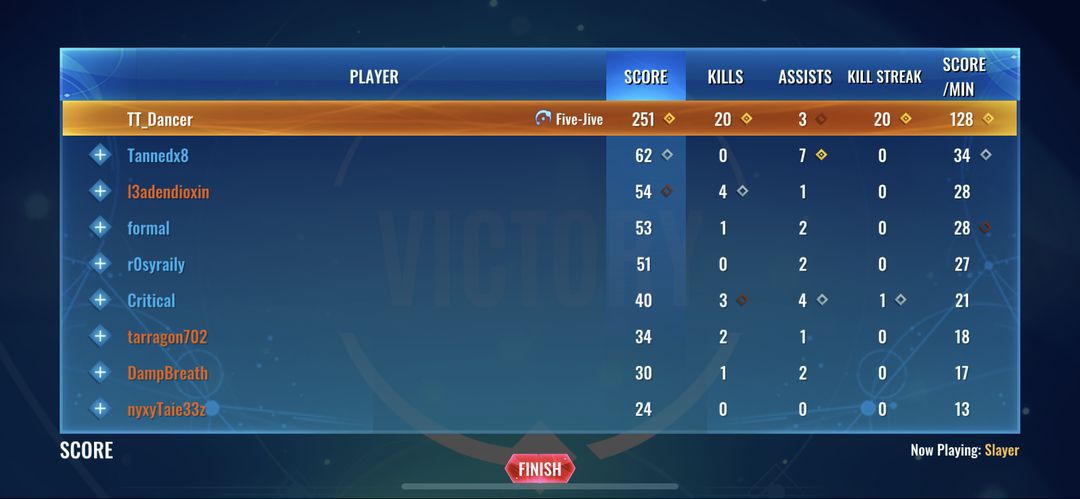 PLAYER SCORE KILLS ASSISTS KILL STREAK SCORE /MIN
TT_Dancer Five-Jive 251 20 3 20 128
Tannedx8 62 0 7 0 34
l3adendioxin 54 4 1 0 28
formal 53 1 2 0 28
r0syraily 51 0 2 0 27
VICTORY
Critical 40 3 4 1 21
tarragon702 34 2 1 0 18
DampBreath 30 1 2 0 17
nyxyTaie33z 24 0 0 0 13
SCORE
Now Playing: Slayer
FINISH